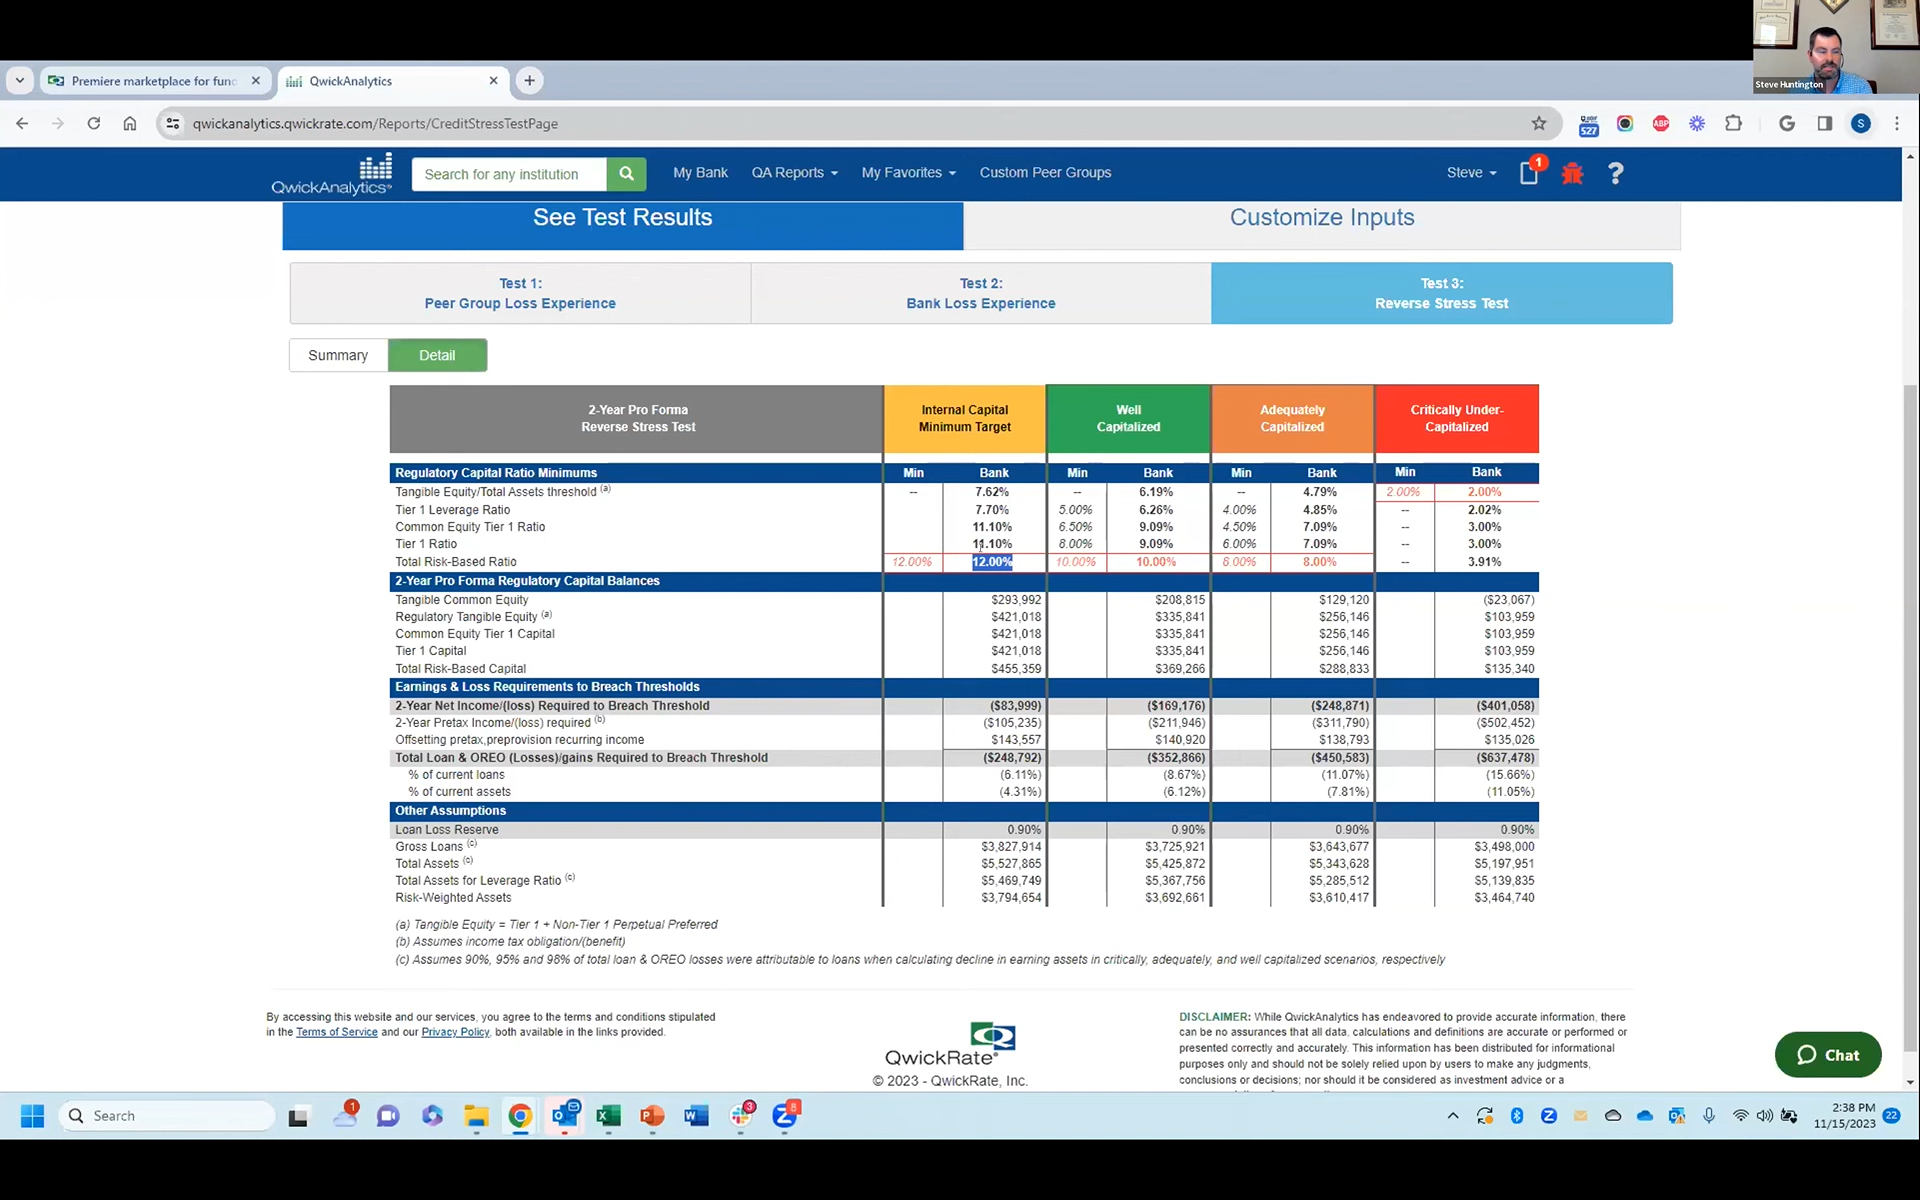 Steve Huntington
Premiere marketplace for fund
QwickAnalytics
qwickanalytics.qwickrate.com/Reports/CreditStressTestPage
527
ABP
S
QwickAnalytics
Search for any institution
My Bank
QA Reports
My Favorites
Custom Peer Groups
Steve
1
?
See Test Results
Customize Inputs
Test 1:
Peer Group Loss Experience
Test 2:
Bank Loss Experience
Test 3:
Reverse Stress Test
Summary
Detail
2-Year Pro Forma
Reverse Stress Test
Internal Capital
Minimum Target
Well
Capitalized
Adequately
Capitalized
Critically Under-
Capitalized
Regulatory Capital Ratio Minimums Min Bank Min Bank Min Bank Min Bank
Tangible Equity/Total Assets threshold (a) -- 7.62% -- 6.19% -- 4.79% 2.00% 2.00%
Tier 1 Leverage Ratio 7.70% 5.00% 6.26% 4.00% 4.85% -- 2.02%
Common Equity Tier 1 Ratio 11.10% 6.50% 9.09% 4.50% 7.09% -- 3.00%
Tier 1 Ratio 11.10% 8.00% 9.09% 6.00% 7.09% -- 3.00%
Total Risk-Based Ratio 12.00% 12.00% 10.00% 10.00% 8.00% 8.00% -- 3.91%
2-Year Pro Forma Regulatory Capital Balances
Tangible Common Equity $293,992 $208,815 $129,120 ($23,067)
Regulatory Tangible Equity (a) $421,018 $335,841 $256,146 $103,959
Common Equity Tier 1 Capital $421,018 $335,841 $256,146 $103,959
Tier 1 Capital $421,018 $335,841 $256,146 $103,959
Total Risk-Based Capital $455,359 $369,266 $288,833 $135,340
Earnings & Loss Requirements to Breach Thresholds
2-Year Net Income/(loss) Required to Breach Threshold ($83,999) ($169,176) ($248,871) ($401,058)
2-Year Pretax Income/(loss) required (b) ($105,235) ($211,946) ($311,790) ($502,452)
Offsetting pretax,preprovision recurring income $143,557 $140,920 $138,793 $135,026
Total Loan & OREO (Losses)/gains Required to Breach Threshold ($248,792) ($352,866) ($450,583) ($637,478)
% of current loans (6.11%) (8.67%) (11.07%) (15.66%)
% of current assets (4.31%) (6.12%) (7.81%) (11.05%)
Other Assumptions
Loan Loss Reserve 0.90% 0.90% 0.90% 0.90%
Gross Loans (c) $3,827,914 $3,725,921 $3,643,677 $3,498,000
Total Assets (c) $5,527,865 $5,425,872 $5,343,628 $5,197,951
Total Assets for Leverage Ratio (c) $5,469,749 $5,367,756 $5,285,512 $5,139,835
Risk-Weighted Assets $3,794,654 $3,692,661 $3,610,417 $3,464,740
(a) Tangible Equity = Tier 1 + Non-Tier 1 Perpetual Preferred
(b) Assumes income tax obligation/(benefit)
(c) Assumes 90%, 95% and 98% of total loan & OREO losses were attributable to loans when calculating decline in earning assets in critically, adequately, and well capitalized scenarios, respectively
By accessing this website and our services, you agree to the terms and conditions stipulated
in the Terms of Service and our Privacy Policy, both available in the links provided.
QwickRate®
© 2023 - QwickRate, Inc.
DISCLAIMER: While QwickAnalytics has endeavored to provide accurate information, there
can be no assurances that all data, calculations and definitions are accurate or performed or
presented correctly and accurately. This information has been distributed for informational
purposes only and should not be solely relied upon by users to make any judgments,
conclusions or decisions; nor should it be considered as investment advice or a
Chat
Search
1
3
8
2:38 PM
11/15/2023
22